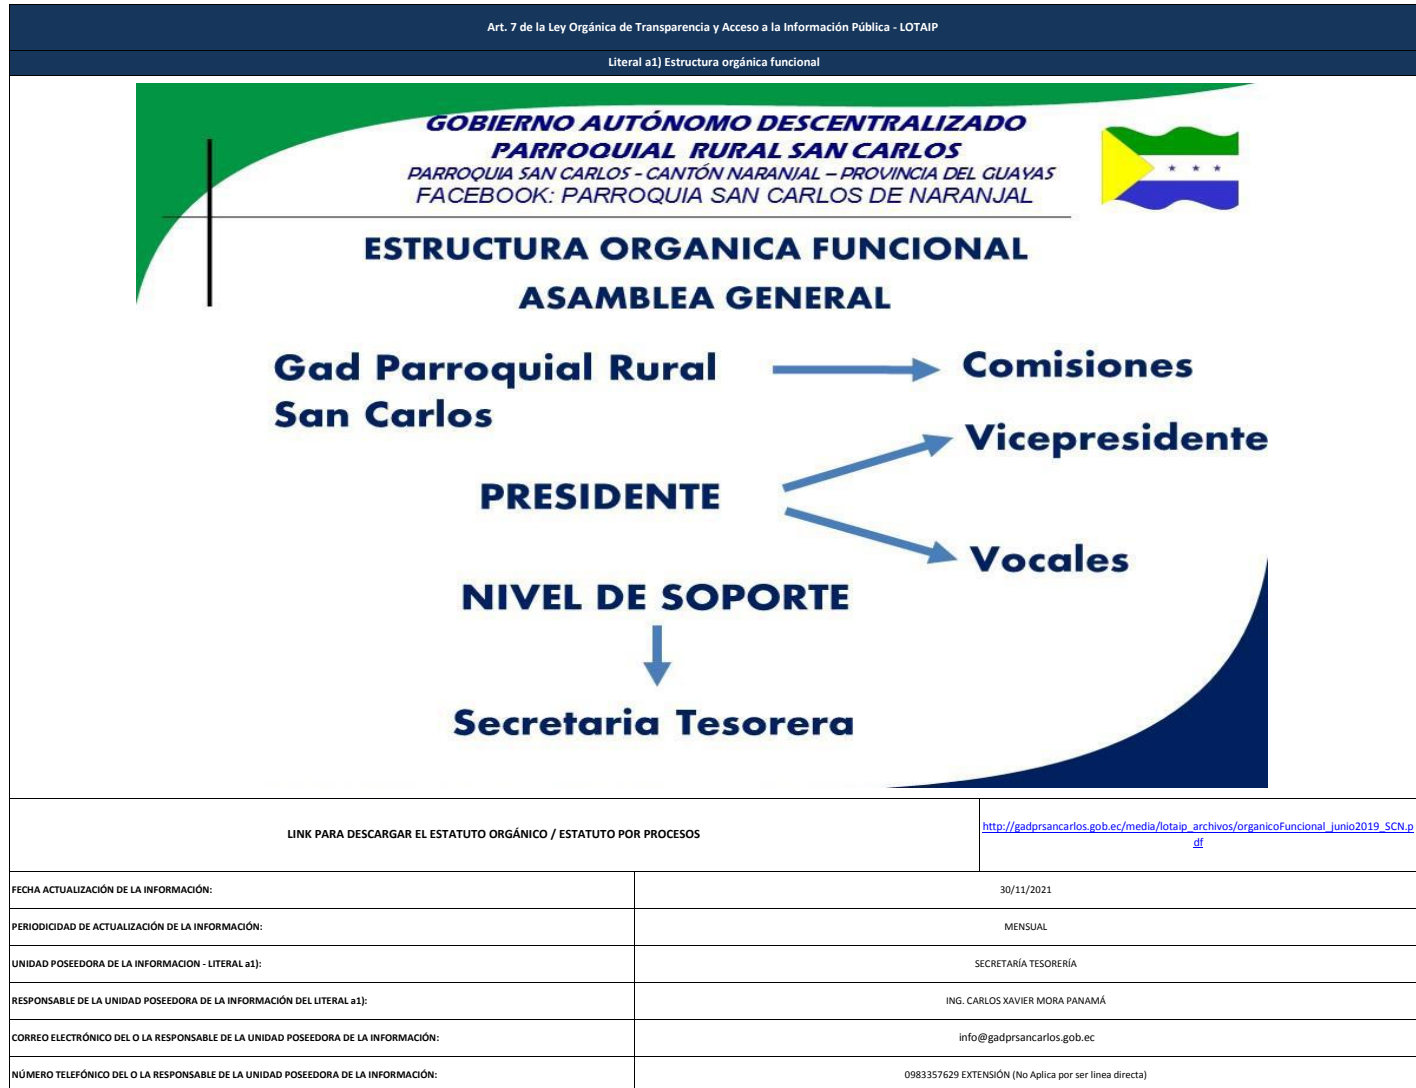 Art. 7 de la Ley Orgánica de Transparencia y Acceso a la Información Pública - LOTAIP
Literal a1) Estructura orgánica funcional
GOBIERNO AUTÓNOMO DESCENTRALIZADO
PARROQUIAL RURAL SAN CARLOS
PARROQUIA SAN CARLOS - CANTÓN NARANJAL – PROVINCIA DEL GUAYAS
FACEBOOK: PARROQUIA SAN CARLOS DE NARANJAL
ESTRUCTURA ORGANICA FUNCIONAL
ASAMBLEA GENERAL
Gad Parroquial Rural
San Carlos
Comisiones
Vicepresidente
PRESIDENTE
Vocales
NIVEL DE SOPORTE
Secretaria Tesorera
LINK PARA DESCARGAR EL ESTATUTO ORGÁNICO / ESTATUTO POR PROCESOS
http://gadprsancarlos.gob.ec/media/lotaip_archivos/organicoFuncional_junio2019_SCN.p
df
FECHA ACTUALIZACIÓN DE LA INFORMACIÓN: 30/11/2021
PERIODICIDAD DE ACTUALIZACIÓN DE LA INFORMACIÓN: MENSUAL
UNIDAD POSEEDORA DE LA INFORMACION - LITERAL a1): SECRETARÍA TESORERÍA
RESPONSABLE DE LA UNIDAD POSEEDORA DE LA INFORMACIÓN DEL LITERAL a1): ING. CARLOS XAVIER MORA PANAMÁ
CORREO ELECTRÓNICO DEL O LA RESPONSABLE DE LA UNIDAD POSEEDORA DE LA INFORMACIÓN: info@gadprsancarlos.gob.ec
NÚMERO TELEFÓNICO DEL O LA RESPONSABLE DE LA UNIDAD POSEEDORA DE LA INFORMACIÓN: 0983357629 EXTENSIÓN (No Aplica por ser linea directa)